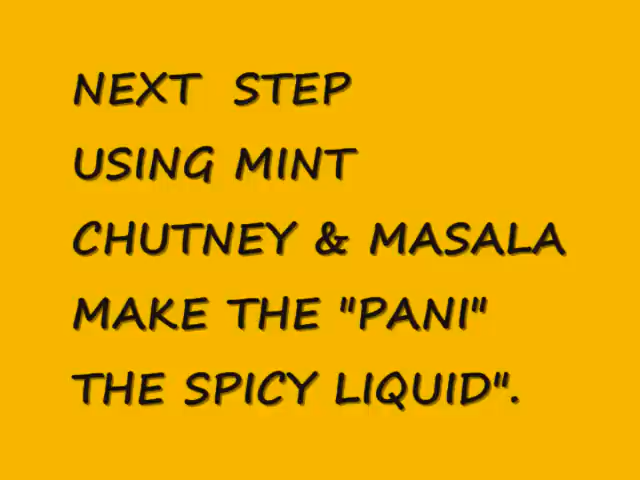 NEXT STEP
USING MINT
CHUTNEY & MASALA
MAKE THE "PANI"
THE SPICY LIQUID".